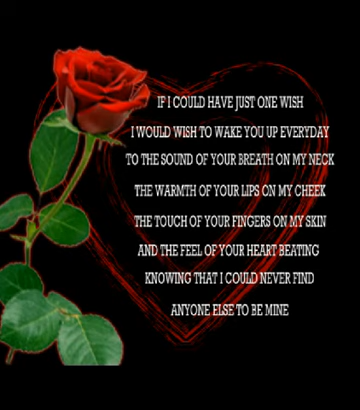 IF I COULD HAVE JUST ONE WISH
I WOULD WISH TO WAKE YOU UP EVERYDAY
TO THE SOUND OF YOUR BREATH ON MY NECK
THE WARMTH OF YOUR LIPS ON MY CHEEK
THE TOUCH OF YOUR FINGERS ON MY SKIN
AND THE FEEL OF YOUR HEART BEATING
KNOWING THAT I COULD NEVER FIND
ANYONE ELSE TO BE MINE